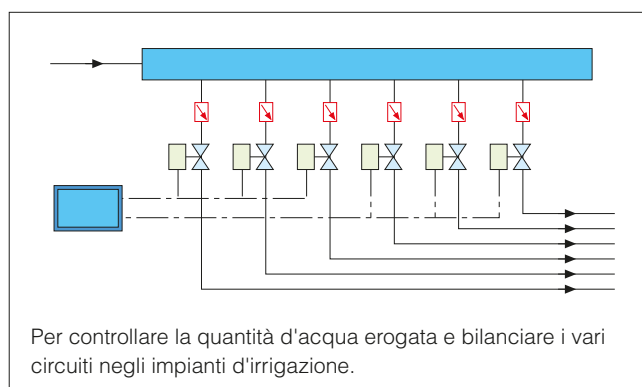 Per controllare la quantità d'acqua erogata e bilanciare i vari
circuiti negli impianti d'irrigazione.